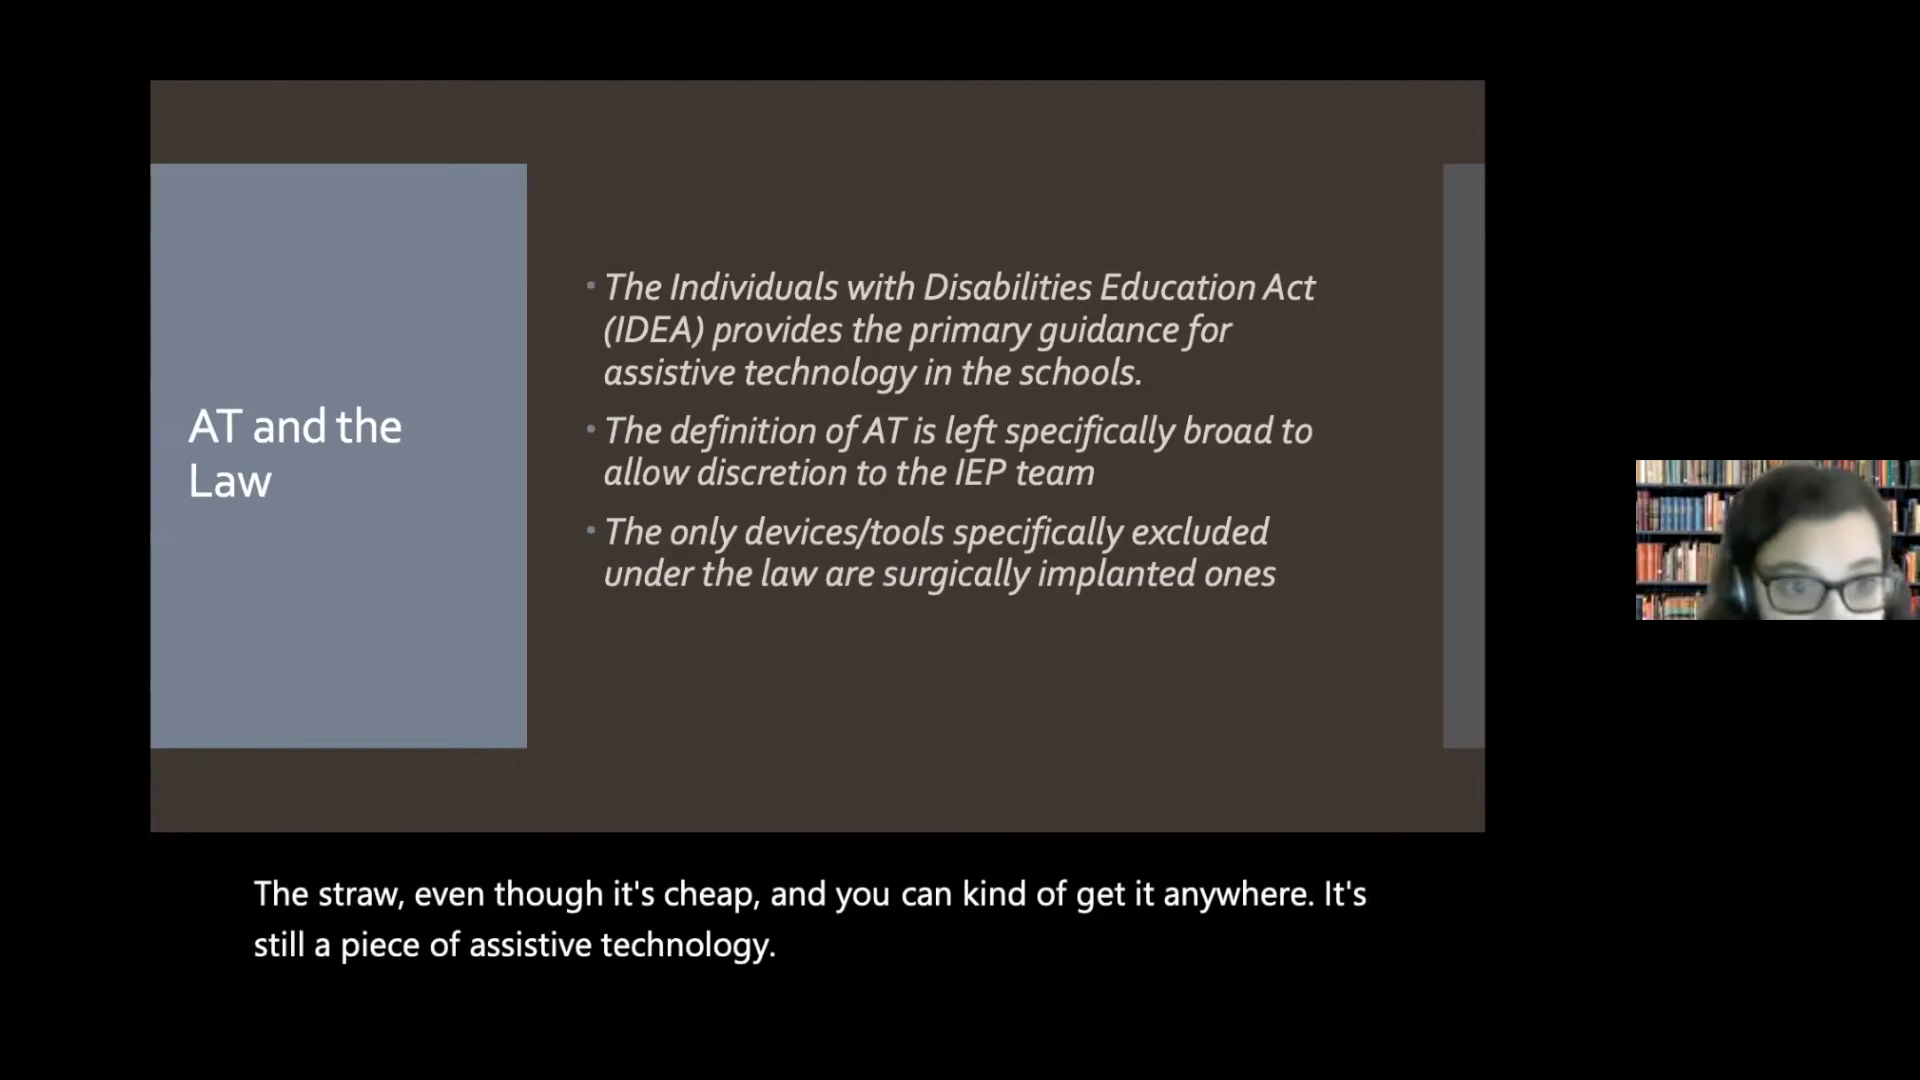 AT and the
Law
The Individuals with Disabilities Education Act
(IDEA) provides the primary guidance for
assistive technology in the schools.
The definition of AT is left specifically broad to
allow discretion to the IEP team
The only devices/tools specifically excluded
under the law are surgically implanted ones
The straw, even though it's cheap, and you can kind of get it anywhere. It's
still a piece of assistive technology.